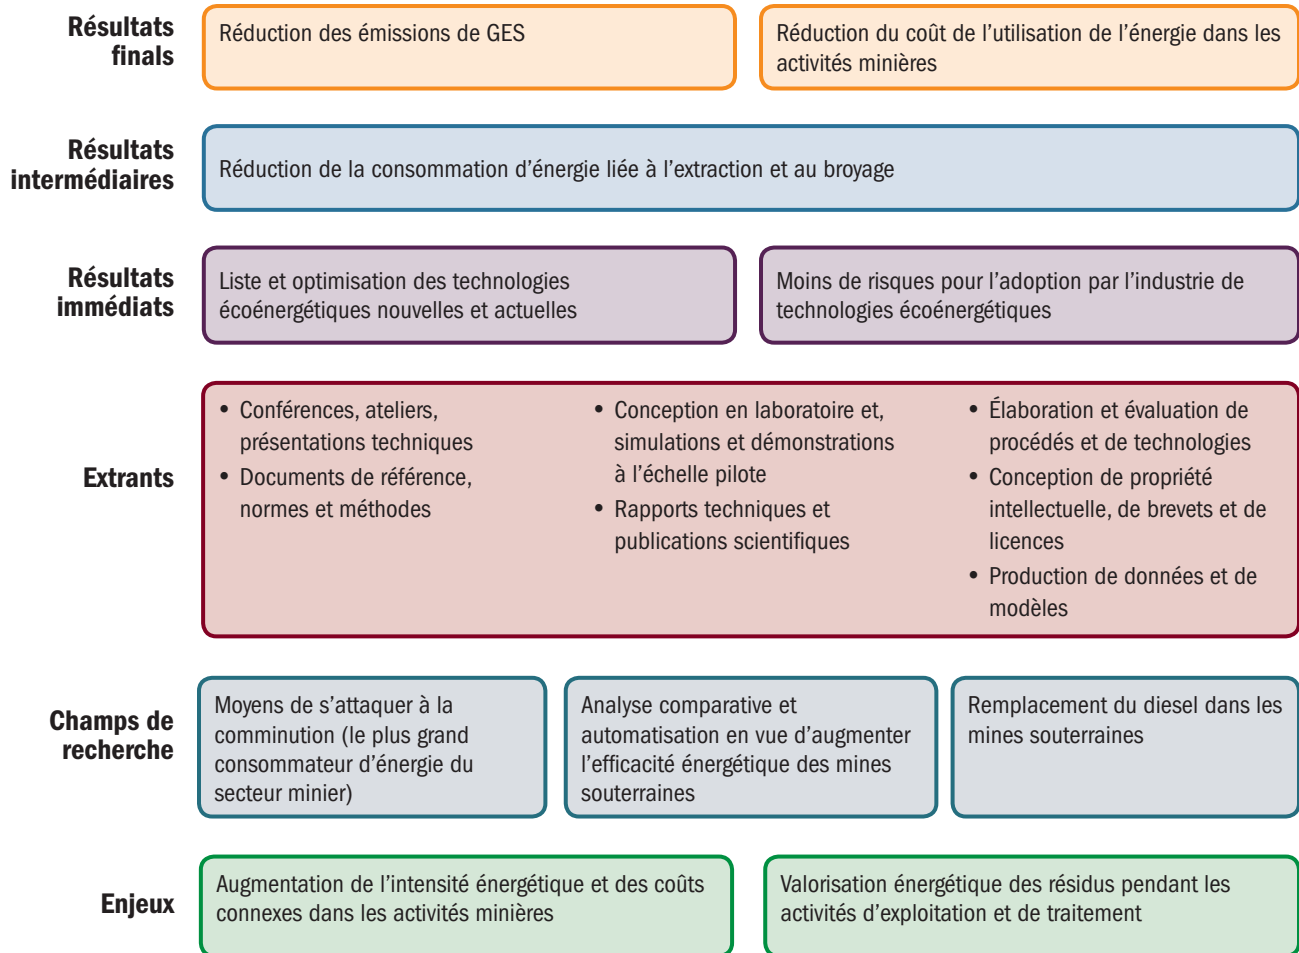 Résultats
finals
Réduction des émissions de GES
Réduction du coût de l’utilisation de l’énergie dans les
activités minières
Résultats
intermédiaires
Réduction de la consommation d’énergie liée à l’extraction et au broyage
Résultats
immédiats
Liste et optimisation des technologies
écoénergétiques nouvelles et actuelles
Moins de risques pour l’adoption par l’industrie de
technologies écoénergétiques
Extrants
• Conférences, ateliers,
présentations techniques
• Documents de référence,
normes et méthodes
• Conception en laboratoire et,
simulations et démonstrations
à l’échelle pilote
• Rapports techniques et
publications scientifiques
• Élaboration et évaluation de
procédés et de technologies
• Conception de propriété
intellectuelle, de brevets et de
licences
• Production de données et de
modèles
Champs de
recherche
Moyens de s’attaquer à la
comminution (le plus grand
consommateur d’énergie du
secteur minier)
Analyse comparative et
automatisation en vue d’augmenter
l’efficacité énergétique des mines
souterraines
Remplacement du diesel dans les
mines souterraines
Enjeux
Augmentation de l’intensité énergétique et des coûts
connexes dans les activités minières
Valorisation énergétique des résidus pendant les
activités d’exploitation et de traitement